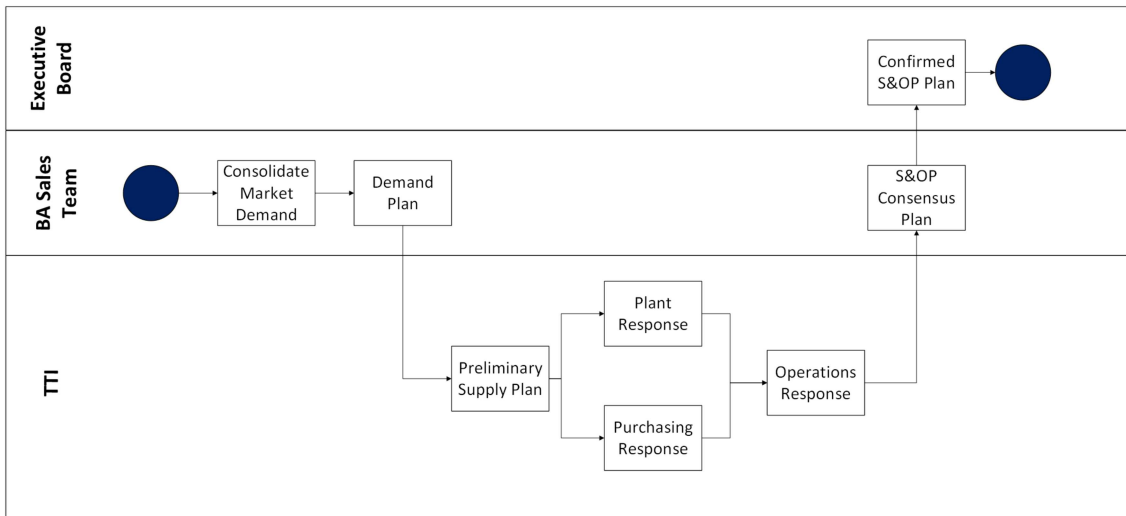 Executive
Board
Confirmed
S&OP Plan
BA Sales
Team
Consolidate
Market
Demand
Demand
Plan
S&OP
Consensus
Plan
TTI
Preliminary
Supply Plan
Plant
Response
Purchasing
Response
Operations
Response